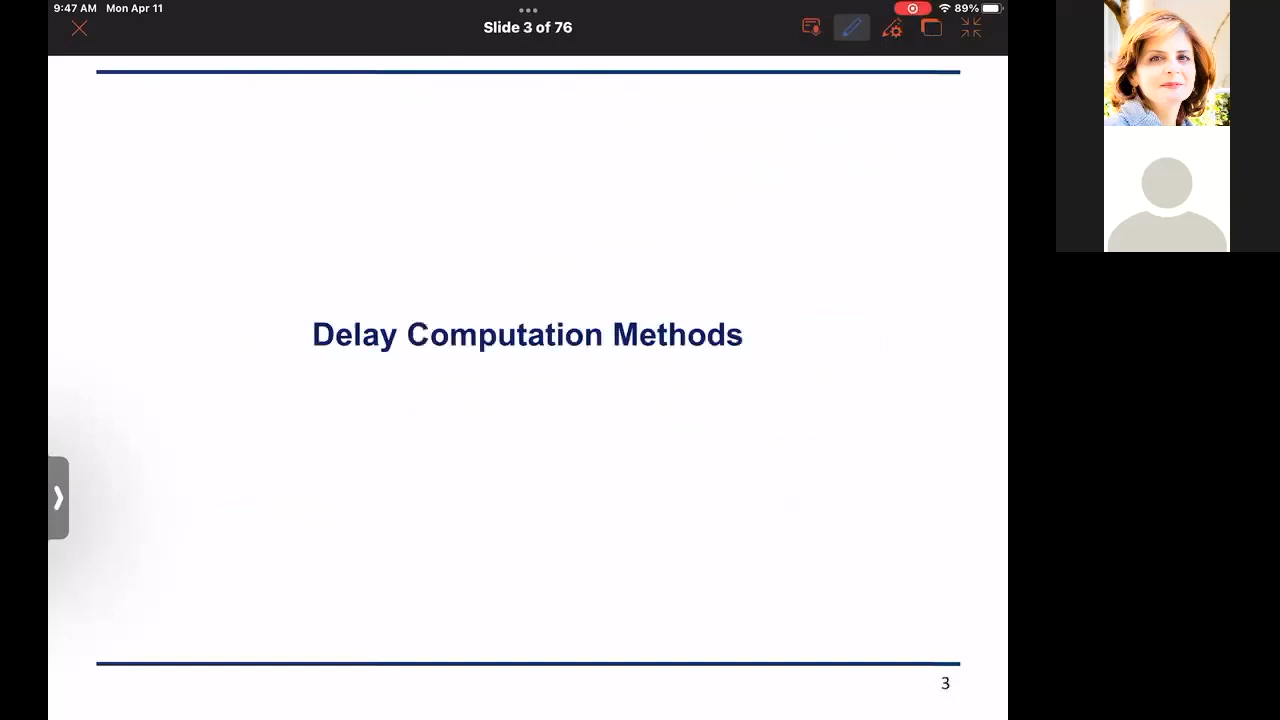 9:47 AM Mon Apr 11
89%
Slide 3 of 76
Delay Computation Methods
3